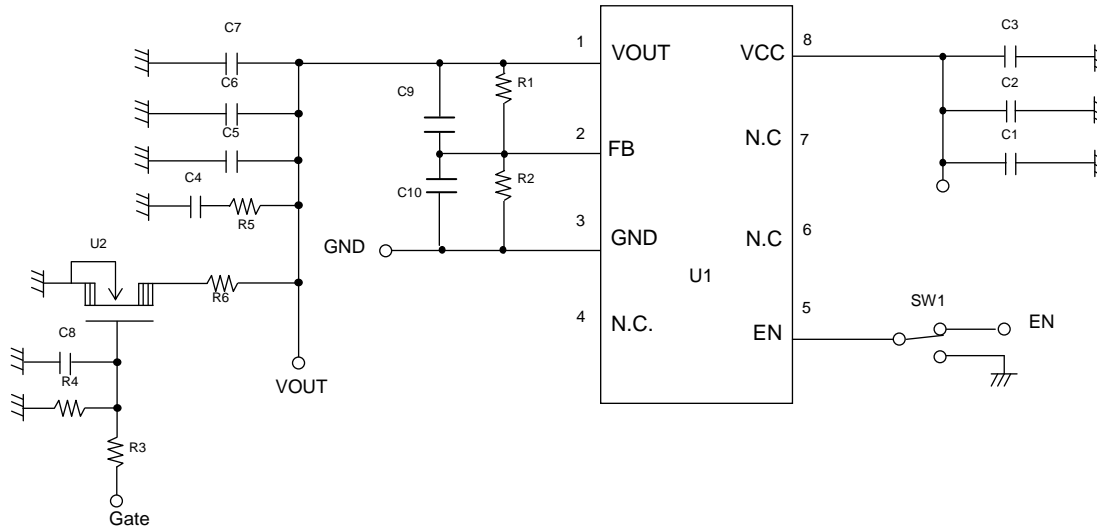 C7
C6
C5
C4
R5
U2
R6
C8
R4
R3
Gate
VOUT
C9
R1
C10
R2
GND
1
VOUT
2
FB
3
GND
4
N.C.
U1
8
VCC
7
N.C
6
N.C
5
EN
C3
C2
C1
SW1
EN